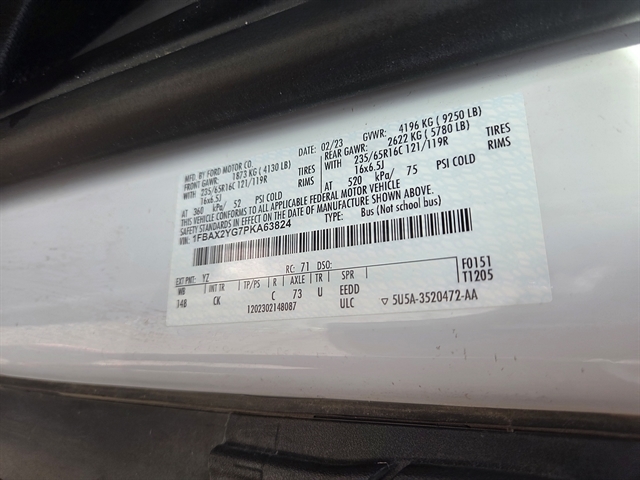 MFD. BY FORD MOTOR CO.
DATE: 02/23 GVWR: 4196 KG ( 9250 LB)
FRONT GAWR: 1873 KG ( 4130 LB) REAR GAWR: 2622 KG ( 5780 LB)
WITH 235/65R16C 121/119R TIRES WITH 235/65R16C 121/119R TIRES
16x6.5J RIMS 16x6.5J RIMS
AT 360 kPa/ 52 PSI COLD AT 520 kPa/ 75 PSI COLD
THIS VEHICLE CONFORMS TO ALL APPLICABLE FEDERAL MOTOR VEHICLE
SAFETY STANDARDS IN EFFECT ON THE DATE OF MANUFACTURE SHOWN ABOVE.
VIN: 1FBAX2YG7PKA63824
TYPE: Bus (Not school bus)
EXT PNT: YZ RC: 71 DSO: F0151
WB BRK INT TR TP/PS R AXLE TR SPR T1205
148 CK C 73 U EEDD
1202302148087 ULC ▽ 5U5A-3520472-AA